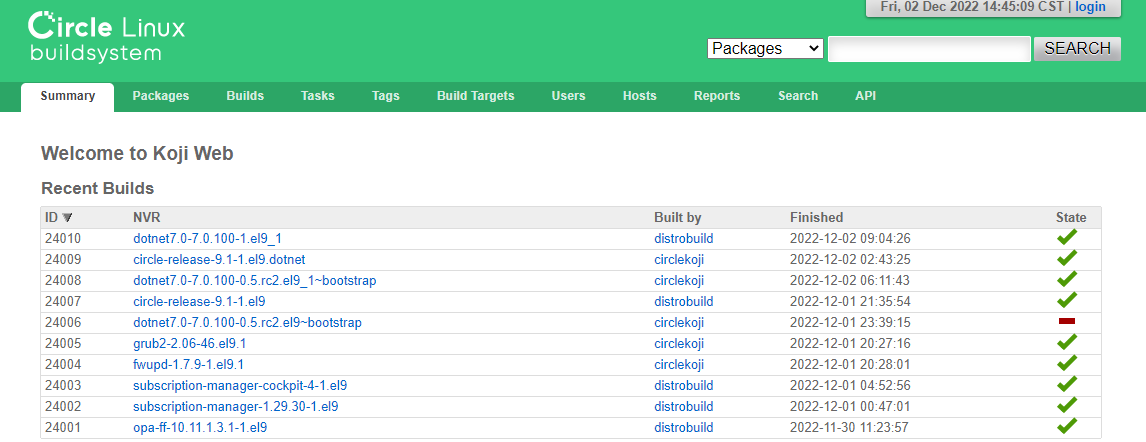 Fri, 02 Dec 2022 14:45:09 CST | login
Circle Linux
buildsystem
Packages SEARCH
Summary Packages Builds Tasks Tags Build Targets Users Hosts Reports Search API
Welcome to Koji Web
Recent Builds
ID NVR Built by Finished State
24010 dotnet7.0-7.0.100-1.el9_1 distrobuild 2022-12-02 09:04:26
24009 circle-release-9.1-1.el9.dotnet circlekoji 2022-12-02 02:43:25
24008 dotnet7.0-7.0.100-0.5.rc2.el9_1~bootstrap circlekoji 2022-12-02 06:11:43
24007 circle-release-9.1-1.el9 distrobuild 2022-12-01 21:35:54
24006 dotnet7.0-7.0.100-0.5.rc2.el9~bootstrap circlekoji 2022-12-01 23:39:15
24005 grub2-2.06-46.el9.1 circlekoji 2022-12-01 20:27:16
24004 fwupd-1.7.9-1.el9.1 circlekoji 2022-12-01 20:28:01
24003 subscription-manager-cockpit-4-1.el9 distrobuild 2022-12-01 04:52:56
24002 subscription-manager-1.29.30-1.el9 distrobuild 2022-12-01 00:47:01
24001 opa-ff-10.11.1.3.1-1.el9 distrobuild 2022-11-30 11:23:57